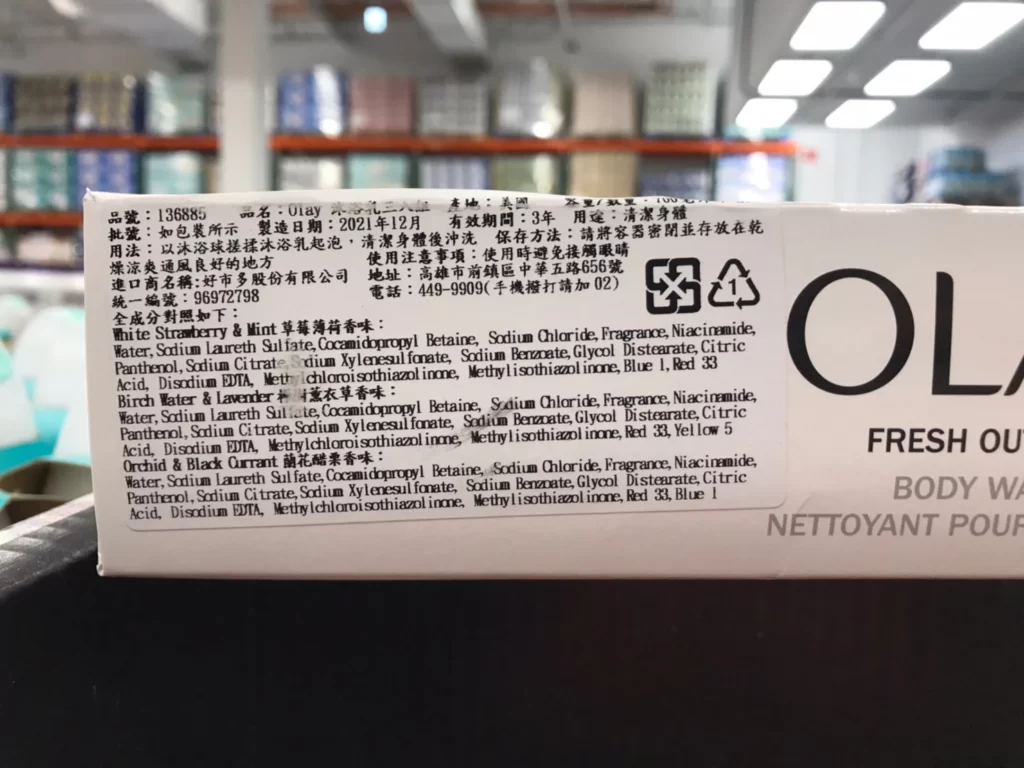 品號：136885 品名：Olay 沐浴乳三入組 產地：美國
批號：如包裝所示 製造日期：2021年12月 有效期間：3年 用途：清潔身體
用法：以沐浴球搓揉沐浴乳起泡，清潔身體後沖洗 保存方法：請將容器密閉並存放在乾
燥涼爽通風良好的地方 使用注意事項：使用時避免接觸眼睛
進口商名稱:好市多股份有限公司 地址：高雄市前鎮區中華五路656號
統一編號：96972798 電話：449-9909(手機撥打請加 02)
全成分對照如下：
White Strawberry & Mint 草莓薄荷香味：
Water, Sodium Laureth Sulfate, Cocamidopropyl Betaine, Sodium Chloride, Fragrance, Niacinamide,
Panthenol, Sodium Citrate, Sodium Xylenesulfonate, Sodium Benzoate, Glycol Distearate, Citric
Acid, Disodium EDTA, Methylchloroisothiazolinone, Methylisothiazolinone, Blue 1, Red 33
Birch Water & Lavender 薰衣草香味：
Water, Sodium Laureth Sulfate, Cocamidopropyl Betaine, Sodium Chloride, Fragrance, Niacinamide,
Panthenol, Sodium Citrate, Sodium Xylenesulfonate, Sodium Benzoate, Glycol Distearate, Citric
Acid, Disodium EDTA, Methylchloroisothiazolinone, Methylisothiazolinone, Red 33, Yellow 5
Orchid & Black Currant 蘭花醋栗香味：
Water, Sodium Laureth Sulfate, Cocamidopropyl Betaine, Sodium Chloride, Fragrance, Niacinamide,
Panthenol, Sodium Citrate, Sodium Xylenesulfonate, Sodium Benzoate, Glycol Distearate, Citric
Acid, Disodium EDTA, Methylchloroisothiazolinone, Methylisothiazolinone, Red 33, Blue 1
1
OLA
FRESH OU
BODY WA
NETTOYANT POUR